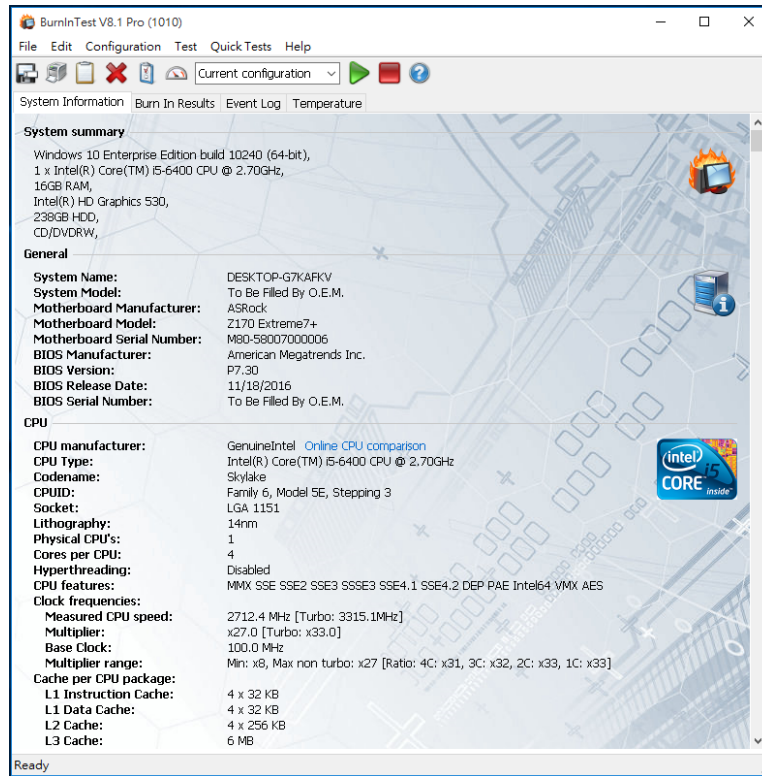 BurnInTest V8.1 Pro (1010)
File Edit Configuration Test Quick Tests Help
Current configuration
System Information Burn In Results Event Log Temperature
System summary
Windows 10 Enterprise Edition build 10240 (64-bit),
1 x Intel(R) Core(TM) i5-6400 CPU @ 2.70GHz,
16GB RAM,
Intel(R) HD Graphics 530,
238GB HDD,
CD/DVDRW,
General
System Name: DESKTOP-G7KAFKV
System Model: To Be Filled By O.E.M.
Motherboard Manufacturer: ASRock
Motherboard Model: Z170 Extreme7+
Motherboard Serial Number: M80-58007000006
BIOS Manufacturer: American Megatrends Inc.
BIOS Version: P7.30
BIOS Release Date: 11/18/2016
BIOS Serial Number: To Be Filled By O.E.M.
CPU
CPU manufacturer: GenuineIntel Online CPU comparison
CPU Type: Intel(R) Core(TM) i5-6400 CPU @ 2.70GHz
Codename: Skylake
CPUID: Family 6, Model 5E, Stepping 3
Socket: LGA 1151
Lithography: 14nm
Physical CPU's: 1
Cores per CPU: 4
Hyperthreading: Disabled
CPU features: MMX SSE SSE2 SSE3 SSSE3 SSE4.1 SSE4.2 DEP PAE Intel64 VMX AES
Clock frequencies:
Measured CPU speed: 2712.4 MHz [Turbo: 3315.1MHz]
Multiplier: x27.0 [Turbo: x33.0]
Base Clock: 100.0 MHz
Multiplier range: Min: x8, Max non turbo: x27 [Ratio: 4C: x31, 3C: x32, 2C: x33, 1C: x33]
Cache per CPU package:
L1 Instruction Cache: 4 x 32 KB
L1 Data Cache: 4 x 32 KB
L2 Cache: 4 x 256 KB
L3 Cache: 6 MB
intel
CORE i5
inside™
Ready